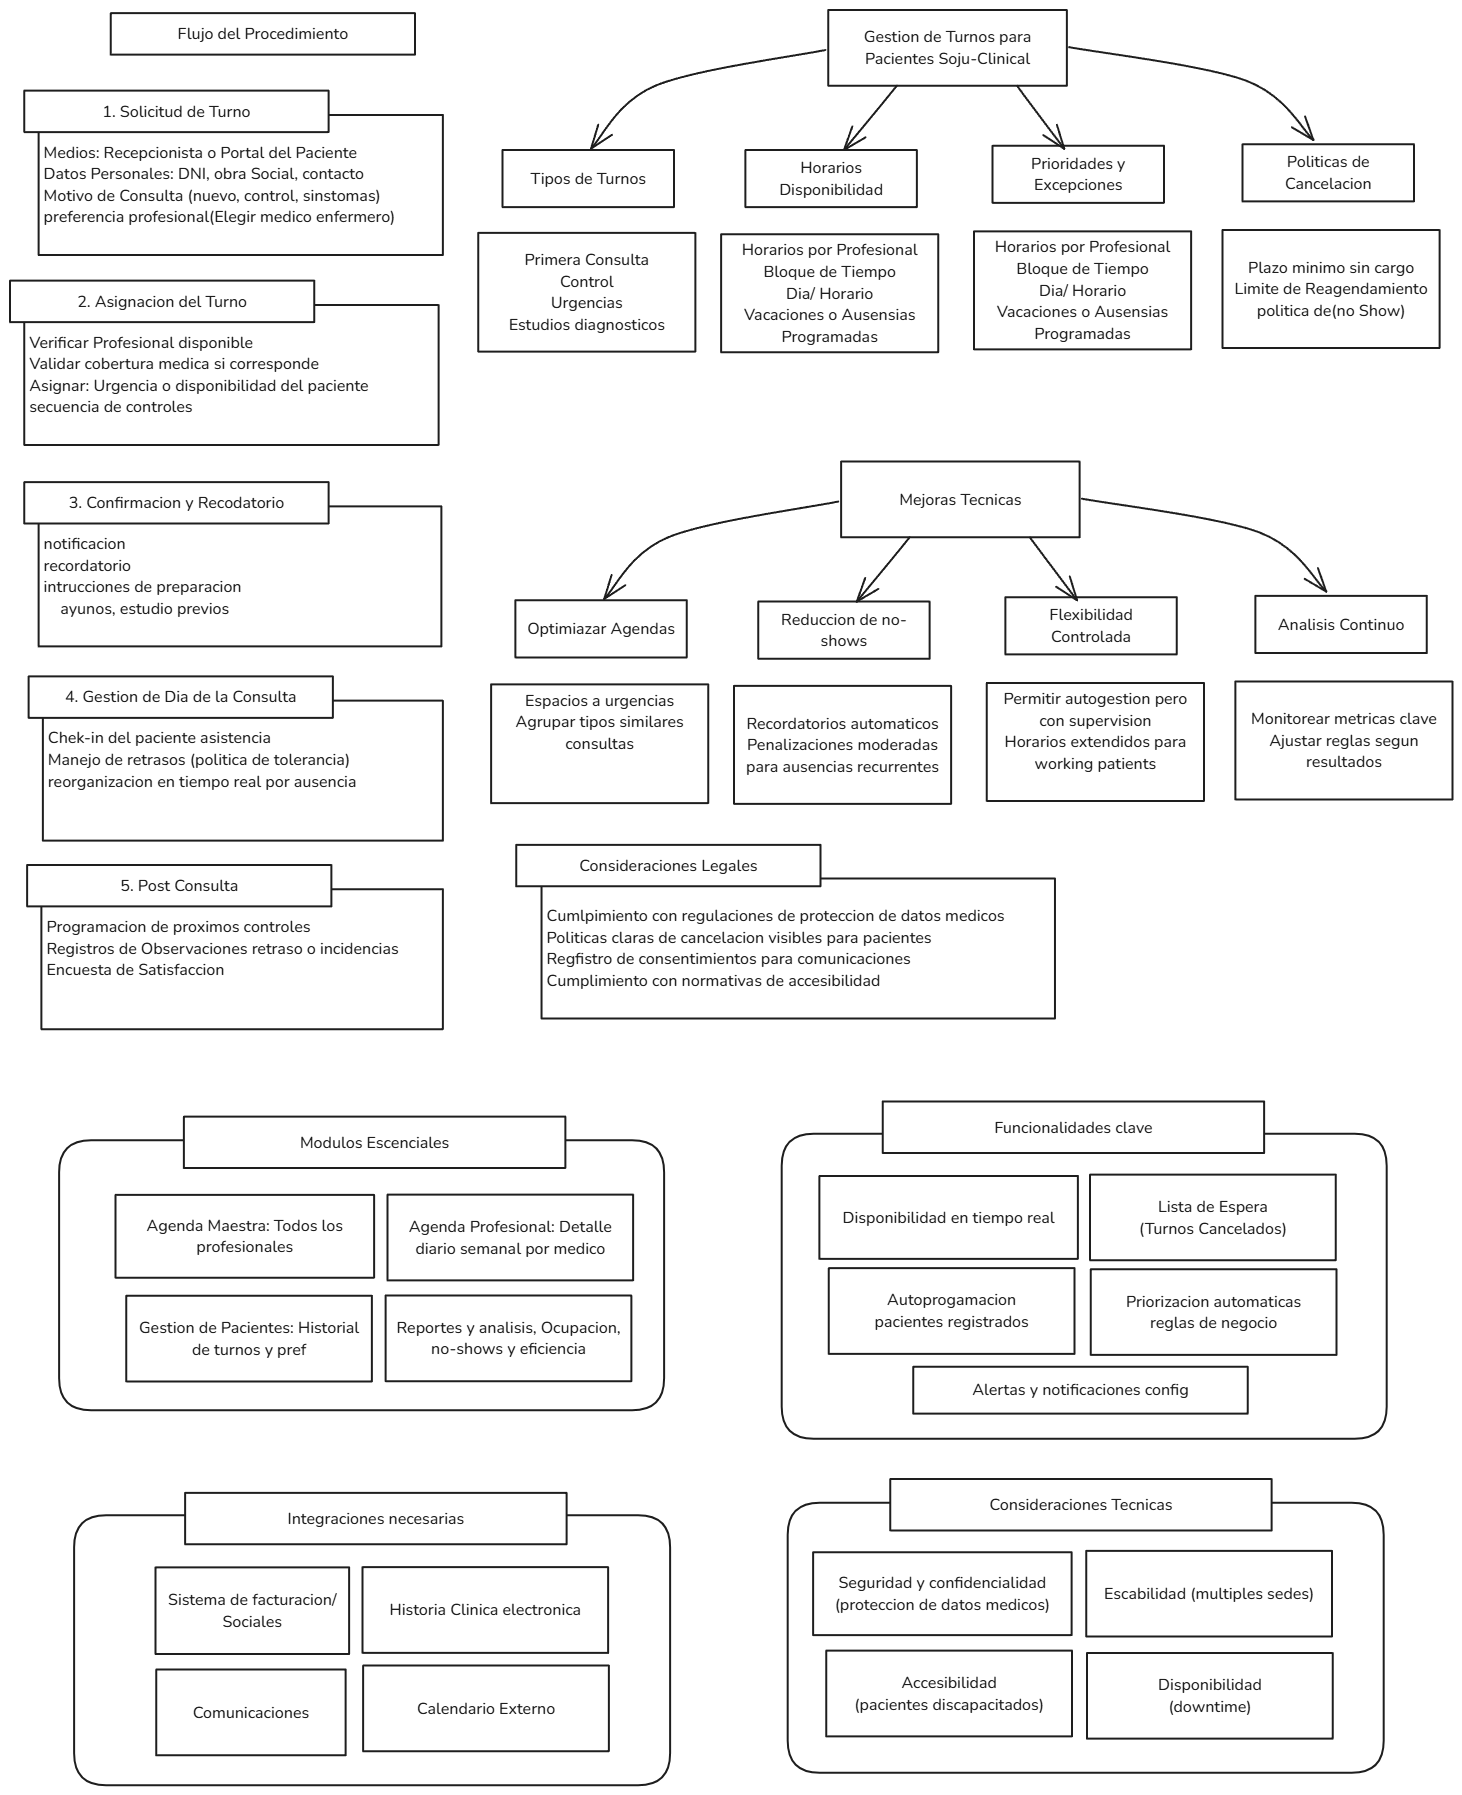 Flujo del Procedimiento
1. Solicitud de Turno
Medios: Recepcionista o Portal del Paciente
Datos Personales: DNI, obra Social, contacto
Motivo de Consulta (nuevo, control, sinstomas)
preferencia profesional(Elegir medico enfermero)
2. Asignacion del Turno
Verificar Profesional disponible
Validar cobertura medica si corresponde
Asignar: Urgencia o disponibilidad del paciente
secuencia de controles
3. Confirmacion y Recodatorio
notificacion
recordatorio
intrucciones de preparacion
ayunos, estudio previos
4. Gestion de Dia de la Consulta
Chek-in del paciente asistencia
Manejo de retrasos (politica de tolerancia)
reorganizacion en tiempo real por ausencia
5. Post Consulta
Programacion de proximos controles
Registros de Observaciones retraso o incidencias
Encuesta de Satisfaccion
Gestion de Turnos para
Pacientes Soju-Clinical
Tipos de Turnos
Primera Consulta
Control
Urgencias
Estudios diagnosticos
Horarios
Disponibilidad
Horarios por Profesional
Bloque de Tiempo
Dia/ Horario
Vacaciones o Ausensias
Programadas
Prioridades y
Excepciones
Horarios por Profesional
Bloque de Tiempo
Dia/ Horario
Vacaciones o Ausensias
Programadas
Politicas de
Cancelacion
Plazo minimo sin cargo
Limite de Reagendamiento
politica de(no Show)
Mejoras Tecnicas
Optimiazar Agendas
Espacios a urgencias
Agrupar tipos similares
consultas
Reduccion de no-
shows
Recordatorios automaticos
Penalizaciones moderadas
para ausencias recurrentes
Flexibilidad
Controlada
Permitir autogestion pero
con supervision
Horarios extendidos para
working patients
Analisis Continuo
Monitorear metricas clave
Ajustar reglas segun
resultados
Consideraciones Legales
Cumlpimiento con regulaciones de proteccion de datos medicos
Politicas claras de cancelacion visibles para pacientes
Regfistro de consentimientos para comunicaciones
Cumplimiento con normativas de accesibilidad
Modulos Escenciales
Agenda Maestra: Todos los
profesionales
Agenda Profesional: Detalle
diario semanal por medico
Gestion de Pacientes: Historial
de turnos y pref
Reportes y analisis, Ocupacion,
no-shows y eficiencia
Funcionalidades clave
Disponibilidad en tiempo real
Lista de Espera
(Turnos Cancelados)
Autoprogamacion
pacientes registrados
Priorizacion automaticas
reglas de negocio
Alertas y notificaciones config
Integraciones necesarias
Sistema de facturacion/
Sociales
Historia Clinica electronica
Comunicaciones
Calendario Externo
Consideraciones Tecnicas
Seguridad y confidencialidad
(proteccion de datos medicos)
Escabilidad (multiples sedes)
Accesibilidad
(pacientes discapacitados)
Disponibilidad
(downtime)